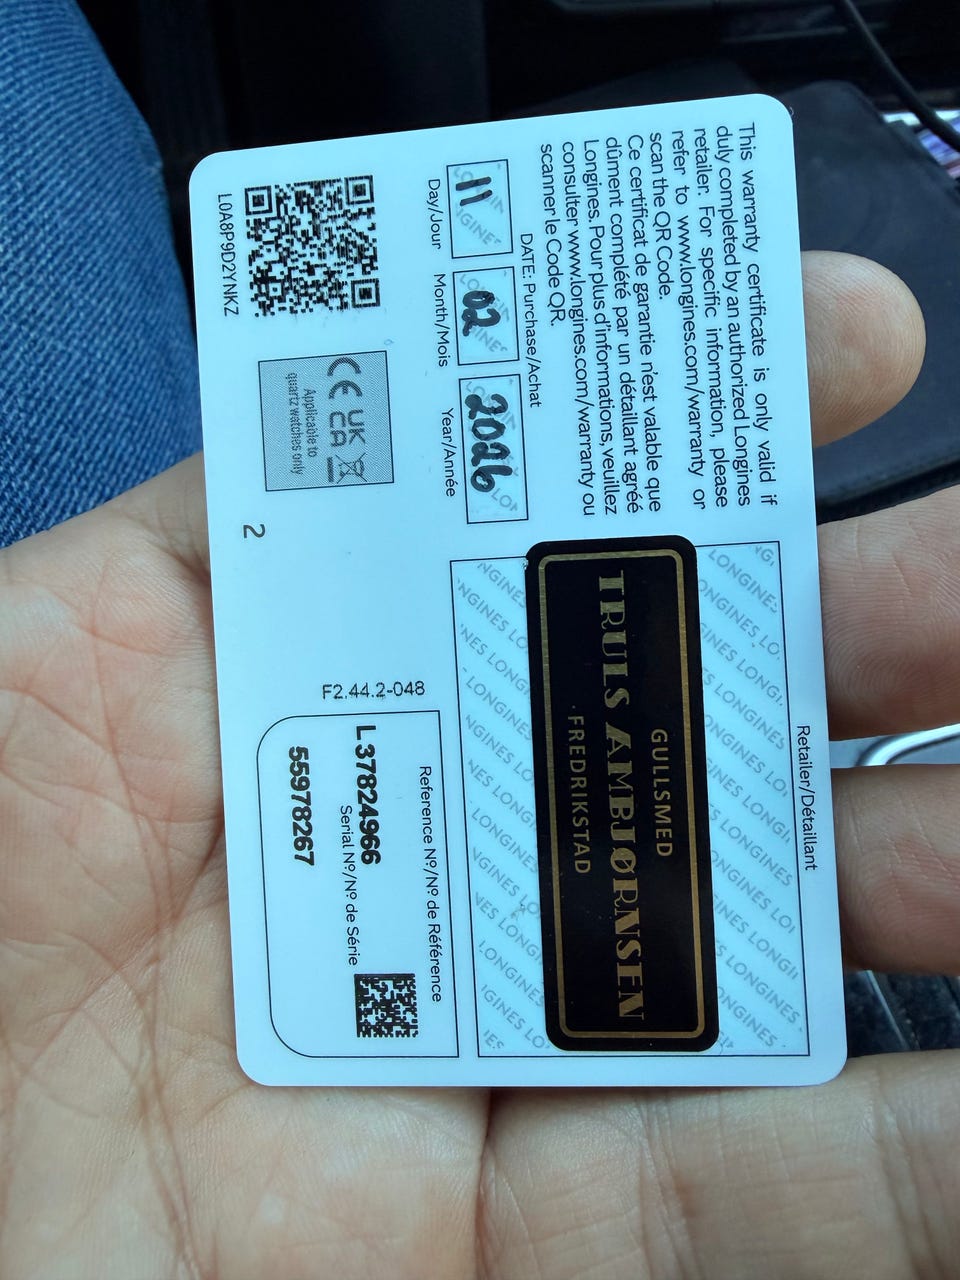 This warranty certificate is only valid if
duly completed by an authorized Longines
retailer. For specific information, please
refer to www.longines.com/warranty or
scan the QR Code.
Ce certificat de garantie n'est valable que
dûment complété par un détaillant agréé
Longines. Pour plus d'informations, veuillez
consulter www.longines.com/warranty ou
scanner le Code QR.
DATE: Purchase/Achat
11
02
2026
Day/Jour
Month/Mois
Year/Année
L0A8P9D2YNKZ
CE UK CA
Applicable to
quartz watches only
2
Retailer/Détaillant
GULLSMED
TRULS AMBJØRNSEN
·FREDRIKSTAD
F2.44.2-048
Reference Nº/Nº de Référence
L37824966
Serial Nº/Nº de Série
55978267